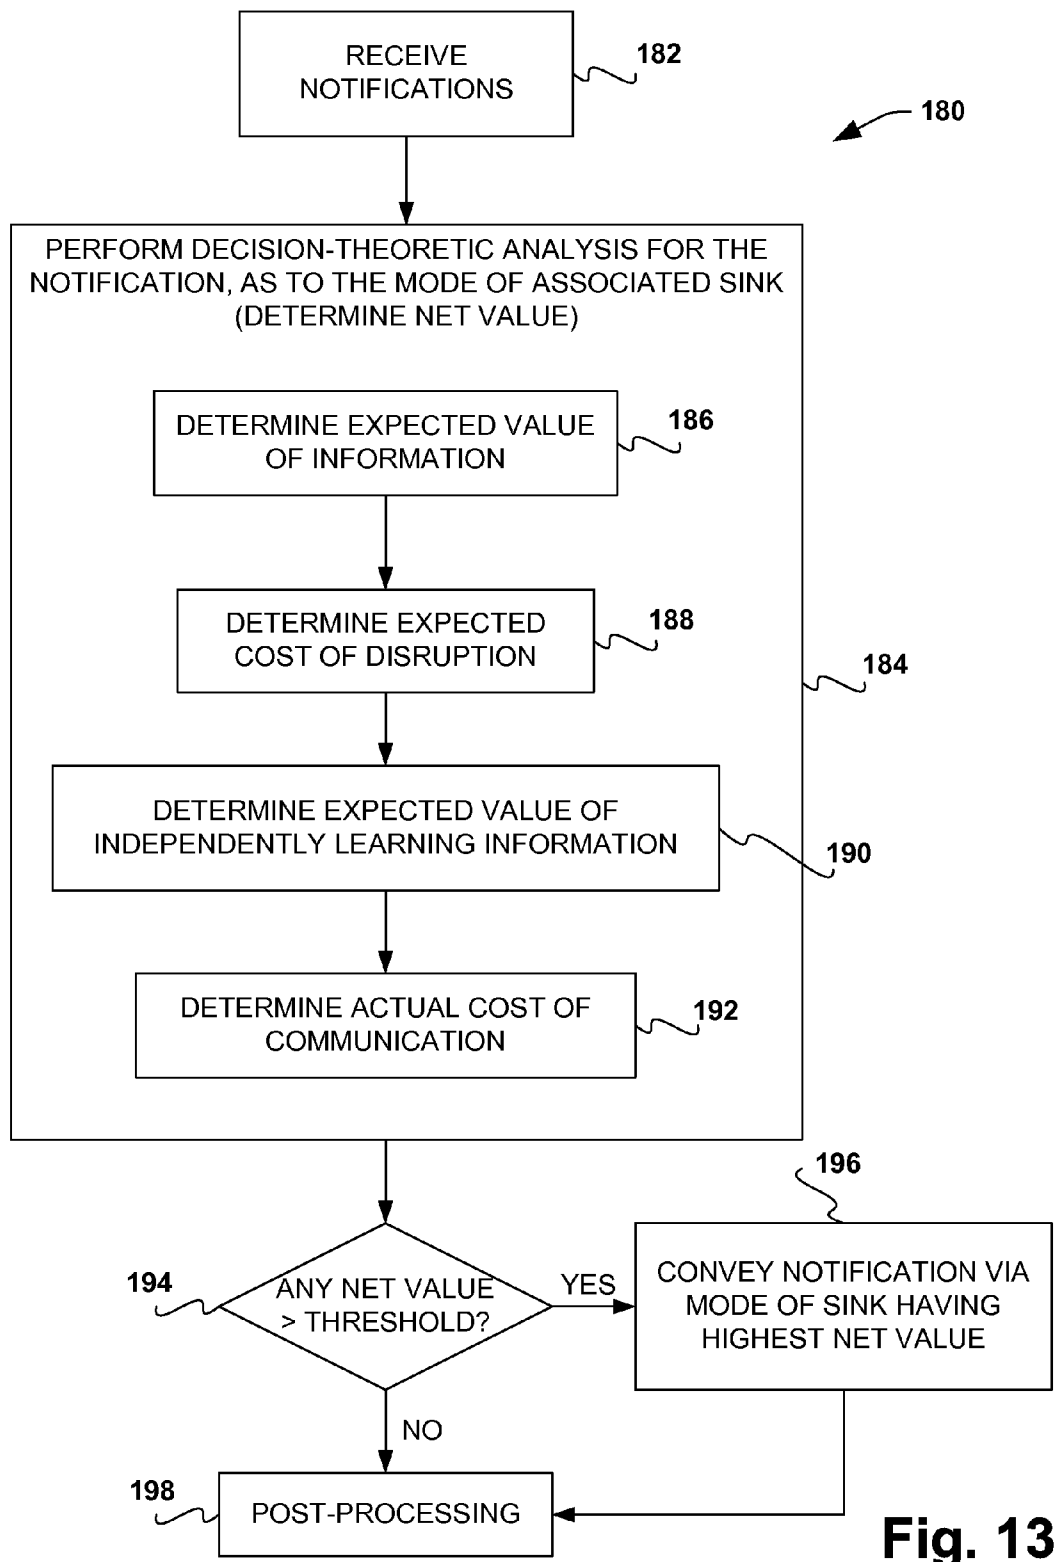 RECEIVE
NOTIFICATIONS
182
180
PERFORM DECISION-THEORETIC ANALYSIS FOR THE
NOTIFICATION, AS TO THE MODE OF ASSOCIATED SINK
(DETERMINE NET VALUE)
DETERMINE EXPECTED VALUE
OF INFORMATION
186
DETERMINE EXPECTED
COST OF DISRUPTION
188
184
DETERMINE EXPECTED VALUE OF
INDEPENDENTLY LEARNING INFORMATION
190
DETERMINE ACTUAL COST OF
COMMUNICATION
192
196
194
ANY NET VALUE
> THRESHOLD?
YES
CONVEY NOTIFICATION VIA
MODE OF SINK HAVING
HIGHEST NET VALUE
NO
198
POST-PROCESSING
Fig. 13